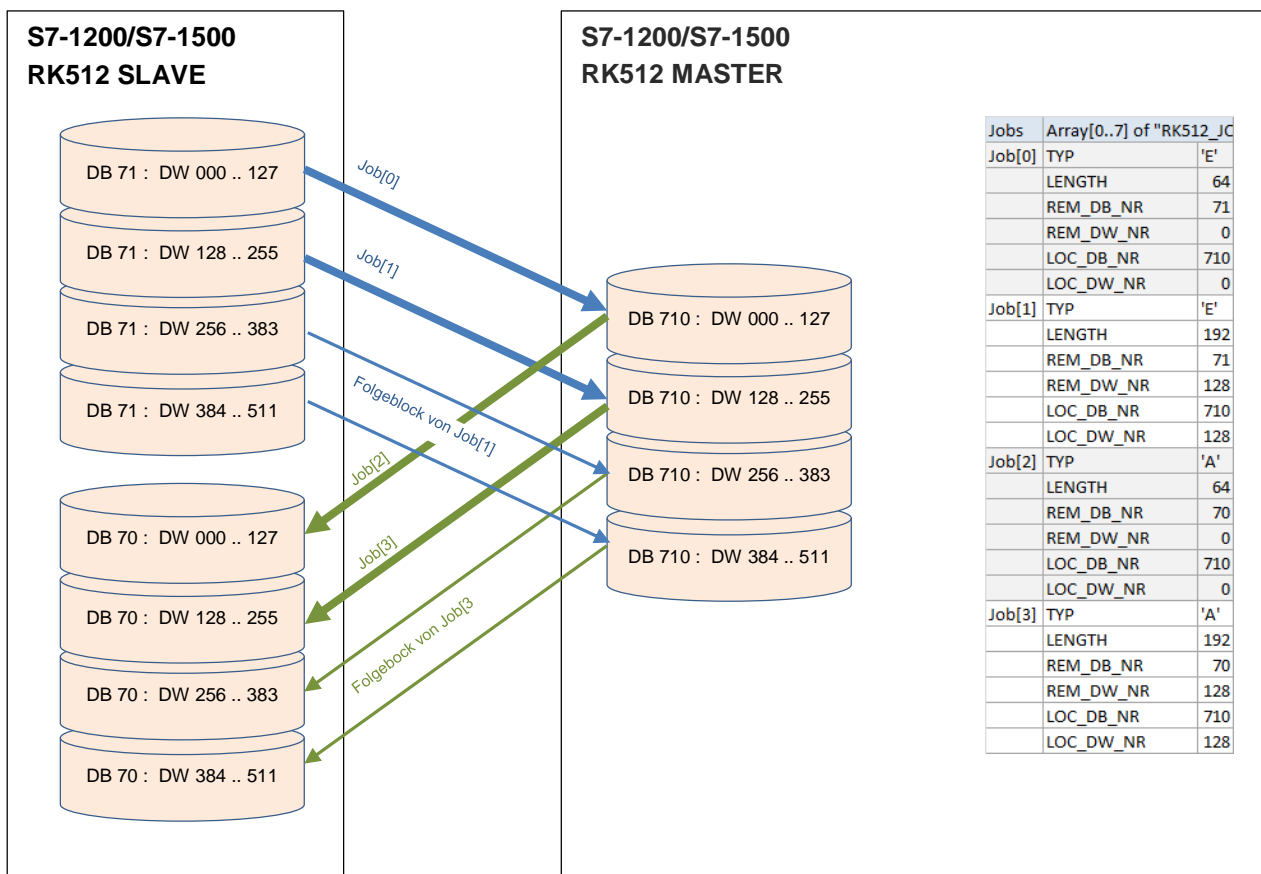 S7-1200/S7-1500
RK512 SLAVE
DB 71 : DW 000 .. 127
DB 71 : DW 128 .. 255
DB 71 : DW 256 .. 383
DB 71 : DW 384 .. 511
DB 70 : DW 000 .. 127
DB 70 : DW 128 .. 255
DB 70 : DW 256 .. 383
DB 70 : DW 384 .. 511
Job[0]
Job[1]
Folgeblock von Job[1]
Job[2]
Job[3]
Folgebock von Job[3
S7-1200/S7-1500
RK512 MASTER
DB 710 : DW 000 .. 127
DB 710 : DW 128 .. 255
DB 710 : DW 256 .. 383
DB 710 : DW 384 .. 511
Jobs Array[0..7] of "RK512_JC
Job[0] TYP 'E'
LENGTH 64
REM_DB_NR 71
REM_DW_NR 0
LOC_DB_NR 710
LOC_DW_NR 0
Job[1] TYP 'E'
LENGTH 192
REM_DB_NR 71
REM_DW_NR 128
LOC_DB_NR 710
LOC_DW_NR 128
Job[2] TYP 'A'
LENGTH 64
REM_DB_NR 70
REM_DW_NR 0
LOC_DB_NR 710
LOC_DW_NR 0
Job[3] TYP 'A'
LENGTH 192
REM_DB_NR 70
REM_DW_NR 128
LOC_DB_NR 710
LOC_DW_NR 128